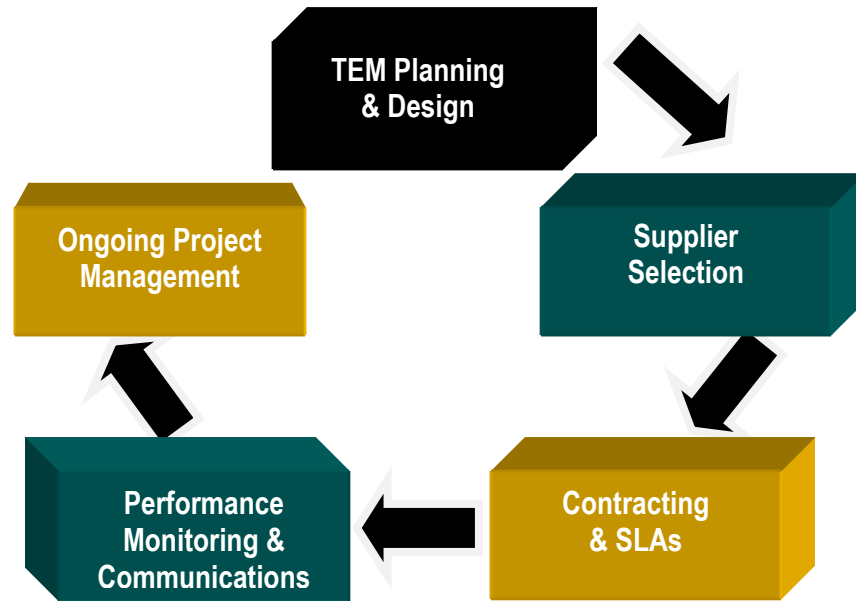 TEM Planning
& Design
Supplier
Selection
Contracting
& SLAs
Performance
Monitoring &
Communications
Ongoing Project
Management